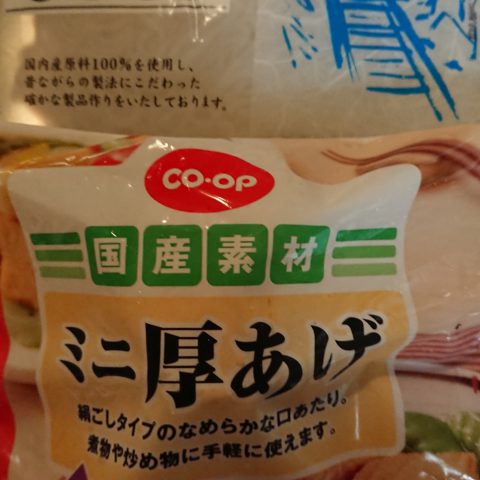 国内産原料100%を使用し、
昔ながらの製法にこだわった
確かな製品作りをいたしております。
CO・OP
国産素材
ミニ厚あげ
絹ごしタイプのなめらかな口あたり。
煮物や炒め物に手軽に使えます。